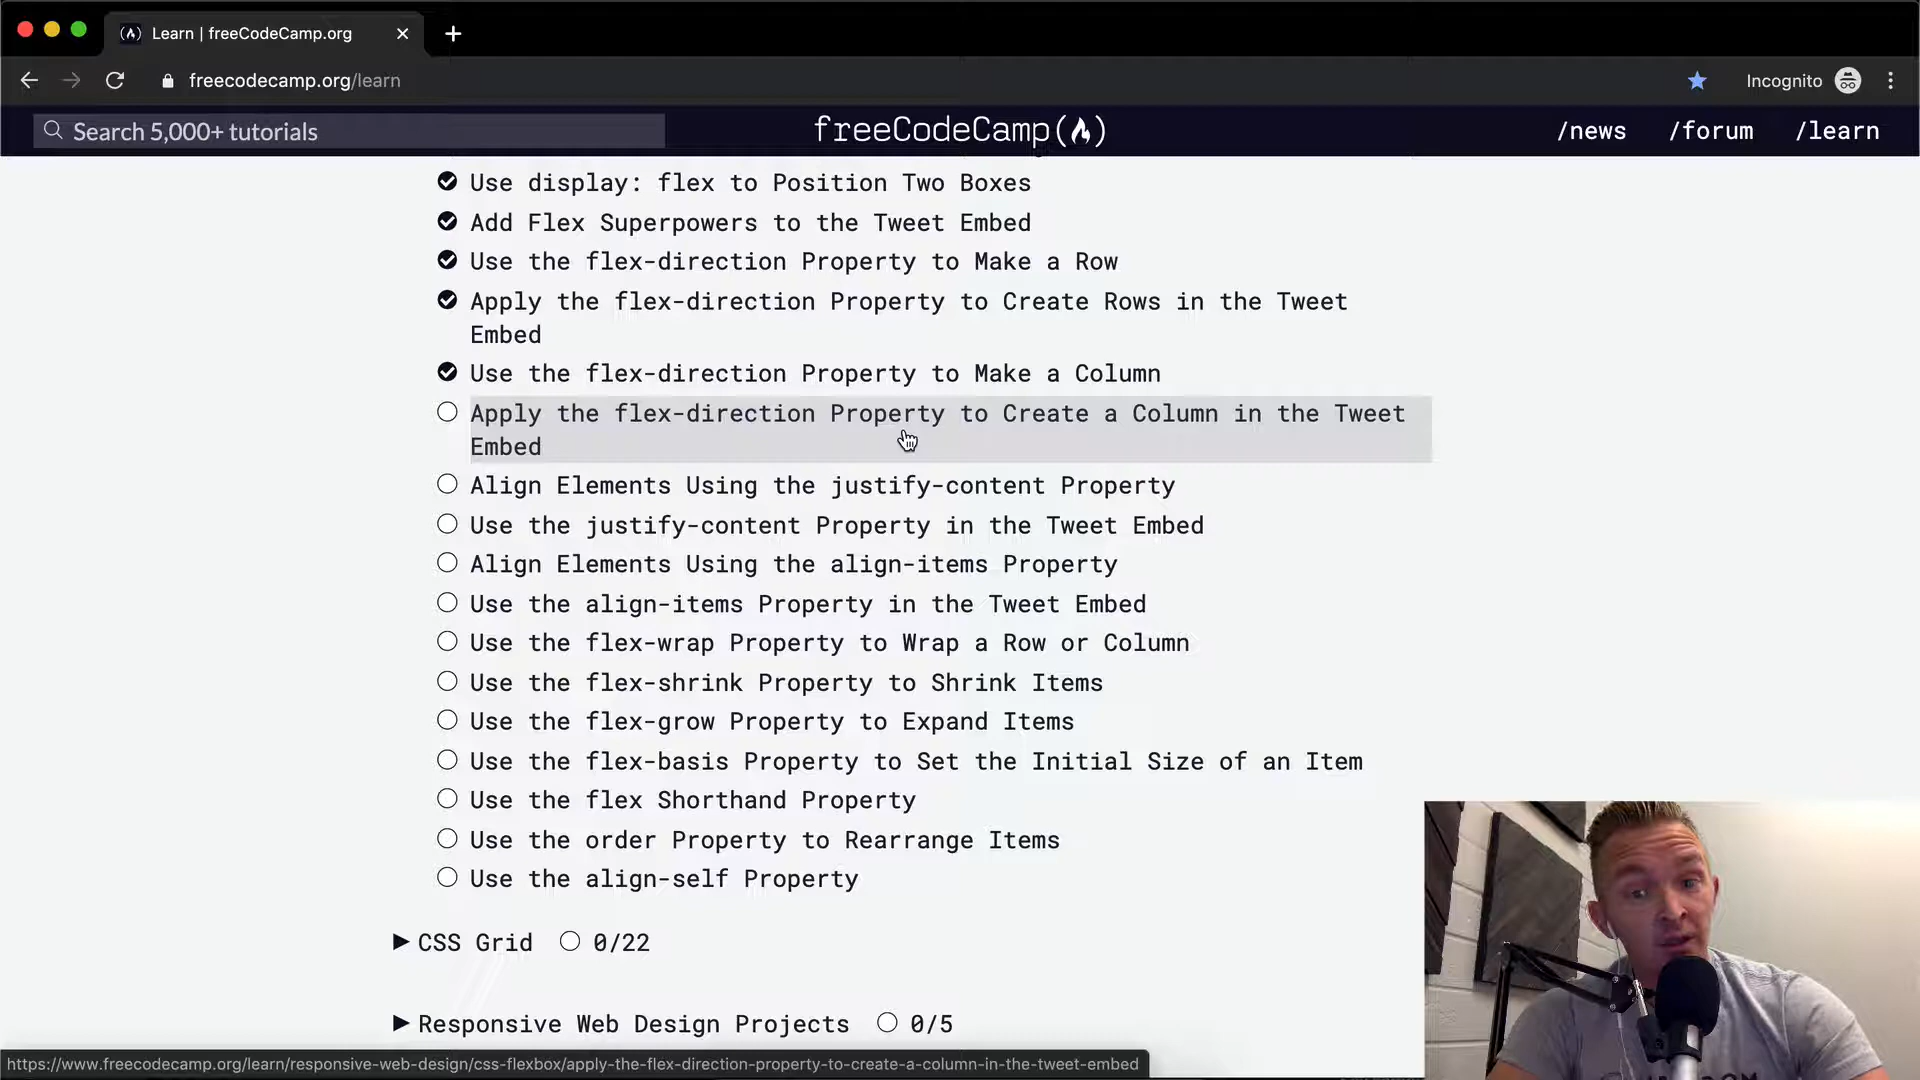 Learn | freeCodeCamp.org
freecodecamp.org/learn
Incognito
Search 5,000+ tutorials
freeCodeCamp
/news /forum /learn
Use display: flex to Position Two Boxes
Add Flex Superpowers to the Tweet Embed
Use the flex-direction Property to Make a Row
Apply the flex-direction Property to Create Rows in the Tweet
Embed
Use the flex-direction Property to Make a Column
Apply the flex-direction Property to Create a Column in the Tweet
Embed
Align Elements Using the justify-content Property
Use the justify-content Property in the Tweet Embed
Align Elements Using the align-items Property
Use the align-items Property in the Tweet Embed
Use the flex-wrap Property to Wrap a Row or Column
Use the flex-shrink Property to Shrink Items
Use the flex-grow Property to Expand Items
Use the flex-basis Property to Set the Initial Size of an Item
Use the flex Shorthand Property
Use the order Property to Rearrange Items
Use the align-self Property
CSS Grid 0/22
Responsive Web Design Projects 0/5
https://www.freecodecamp.org/learn/responsive-web-design/css-flexbox/apply-the-flex-direction-property-to-create-a-column-in-the-tweet-embed